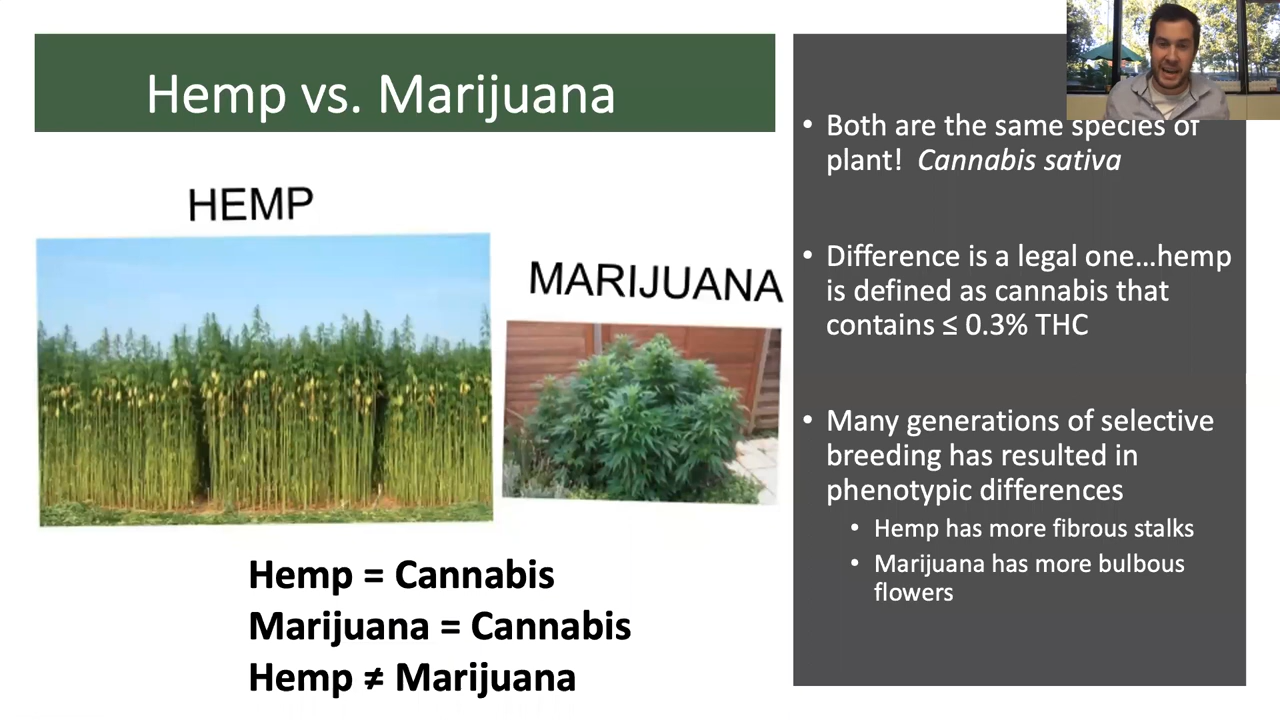 Hemp vs. Marijuana
HEMP
MARIJUANA
Hemp = Cannabis
Marijuana = Cannabis
Hemp ≠ Marijuana
• Both are the same species of
plant!  Cannabis sativa
• Difference is a legal one...hemp
is defined as cannabis that
contains ≤ 0.3% THC
• Many generations of selective
breeding has resulted in
phenotypic differences
• Hemp has more fibrous stalks
• Marijuana has more bulbous
flowers